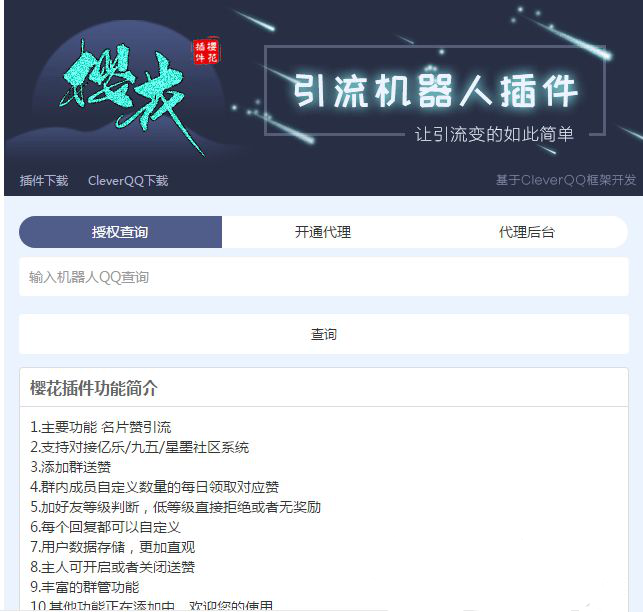 樱花
樱花插件
引流机器人插件
让引流变的如此简单
插件下载
CleverQQ下载
基于CleverQQ框架开发
授权查询
开通代理
代理后台
输入机器人QQ查询
查询
樱花插件功能简介
1.主要功能 名片赞引流
2.支持对接亿乐/九五/星墨社区系统
3.添加群送赞
4.群内成员自定义数量的每日领取对应赞
5.加好友等级判断，低等级直接拒绝或者无奖励
6.每个回复都可以自定义
7.用户数据存储，更加直观
8.主人可开启或者关闭送赞
9.丰富的群管功能
10.其他功能正在添加中，欢迎您的使用